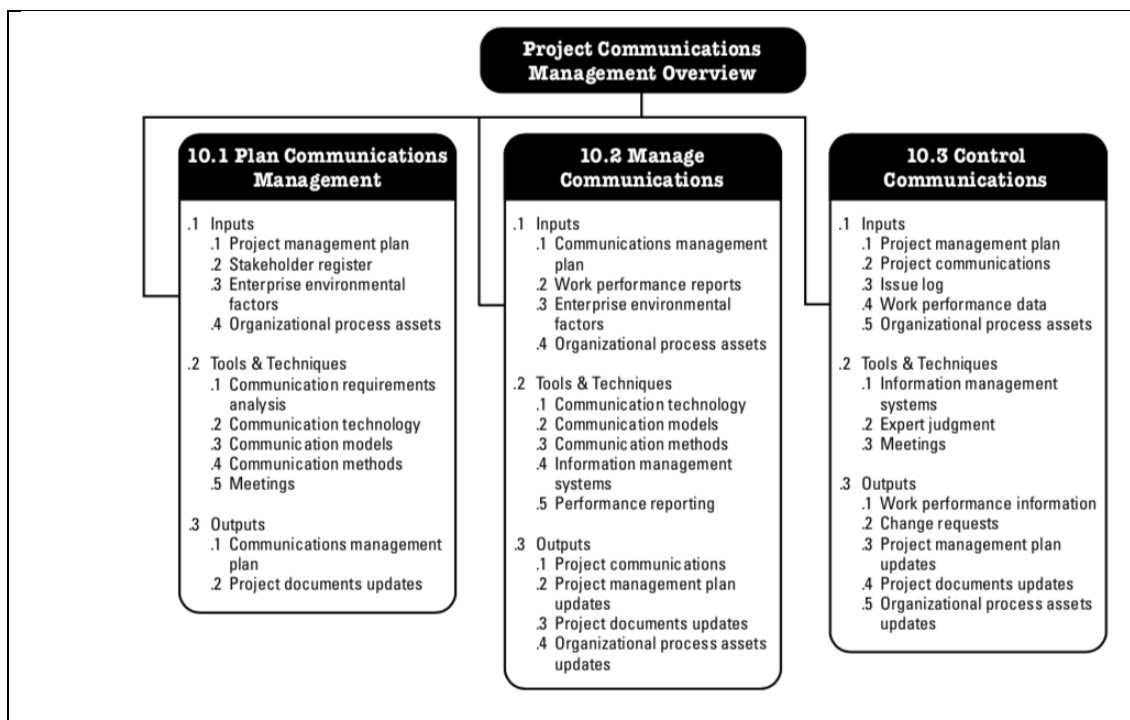 Project Communications
Management Overview
10.1 Plan Communications
Management
.1 Inputs
.1 Project management plan
.2 Stakeholder register
.3 Enterprise environmental
factors
.4 Organizational process assets
.2 Tools & Techniques
.1 Communication requirements
analysis
.2 Communication technology
.3 Communication models
.4 Communication methods
.5 Meetings
.3 Outputs
.1 Communications management
plan
.2 Project documents updates
10.2 Manage
Communications
.1 Inputs
.1 Communications management
plan
.2 Work performance reports
.3 Enterprise environmental
factors
.4 Organizational process assets
.2 Tools & Techniques
.1 Communication technology
.2 Communication models
.3 Communication methods
.4 Information management
systems
.5 Performance reporting
.3 Outputs
.1 Project communications
.2 Project management plan
updates
.3 Project documents updates
.4 Organizational process assets
updates
10.3 Control
Communications
.1 Inputs
.1 Project management plan
.2 Project communications
.3 Issue log
.4 Work performance data
.5 Organizational process assets
.2 Tools & Techniques
.1 Information management
systems
.2 Expert judgment
.3 Meetings
.3 Outputs
.1 Work performance information
.2 Change requests
.3 Project management plan
updates
.4 Project documents updates
.5 Organizational process assets
updates